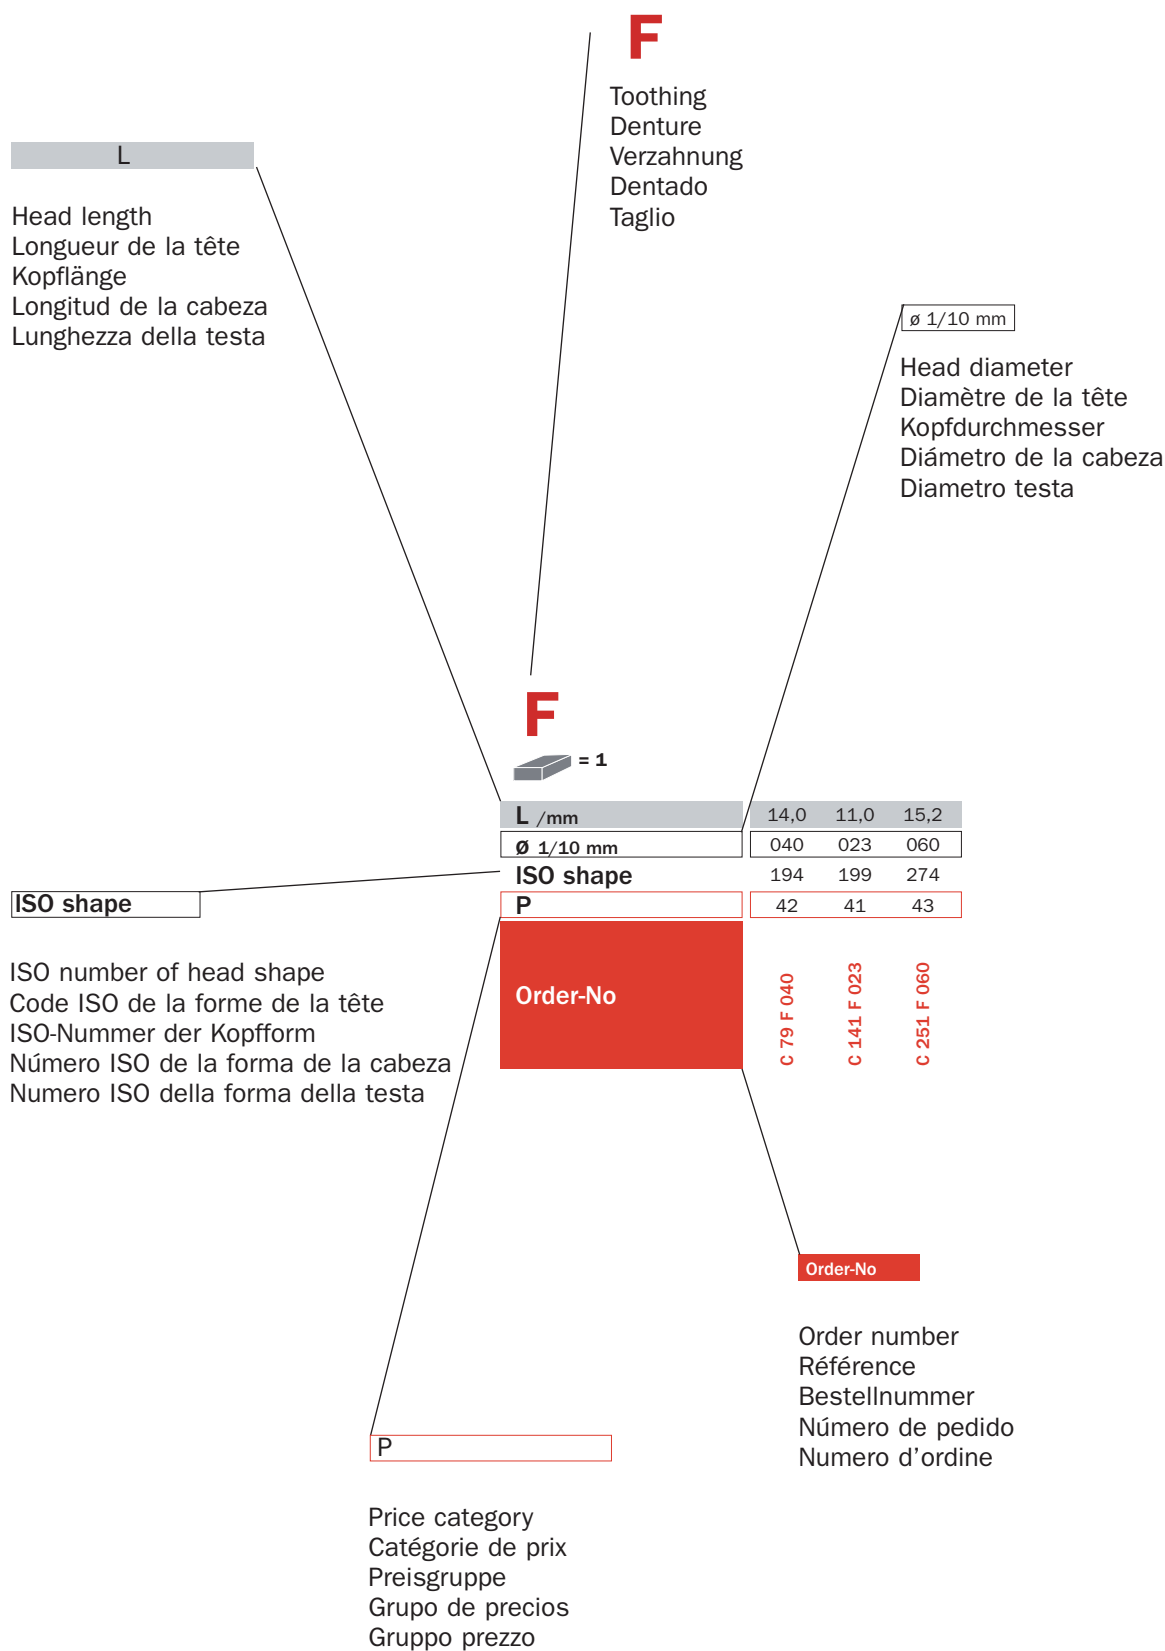 F
Toothing
Denture
Verzahnung
Dentado
Taglio
L
Head length
Longueur de la tête
Kopflänge
Longitud de la cabeza
Lunghezza della testa
ø 1/10 mm
Head diameter
Diamètre de la tête
Kopfdurchmesser
Diámetro de la cabeza
Diametro testa
F
= 1
L /mm 14,0 11,0 15,2
Ø 1/10 mm 040 023 060
ISO shape 194 199 274
P 42 41 43
Order-No C 79 F 040 C 141 F 023 C 251 F 060
ISO shape
ISO number of head shape
Code ISO de la forme de la tête
ISO-Nummer der Kopfform
Número ISO de la forma de la cabeza
Numero ISO della forma della testa
Order-No
Order number
Référence
Bestellnummer
Número de pedido
Numero d’ordine
P
Price category
Catégorie de prix
Preisgruppe
Grupo de precios
Gruppo prezzo